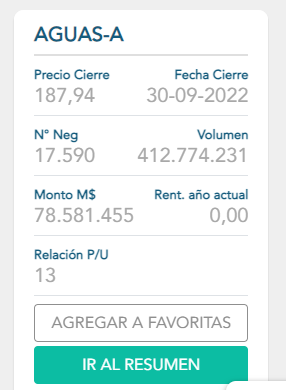 AGUAS-A
Precio Cierre Fecha Cierre
187,94 30-09-2022
N° Neg Volumen
17.590 412.774.231
Monto M$ Rent. año actual
78.581.455 0,00
Relación P/U
13
AGREGAR A FAVORITAS
IR AL RESUMEN